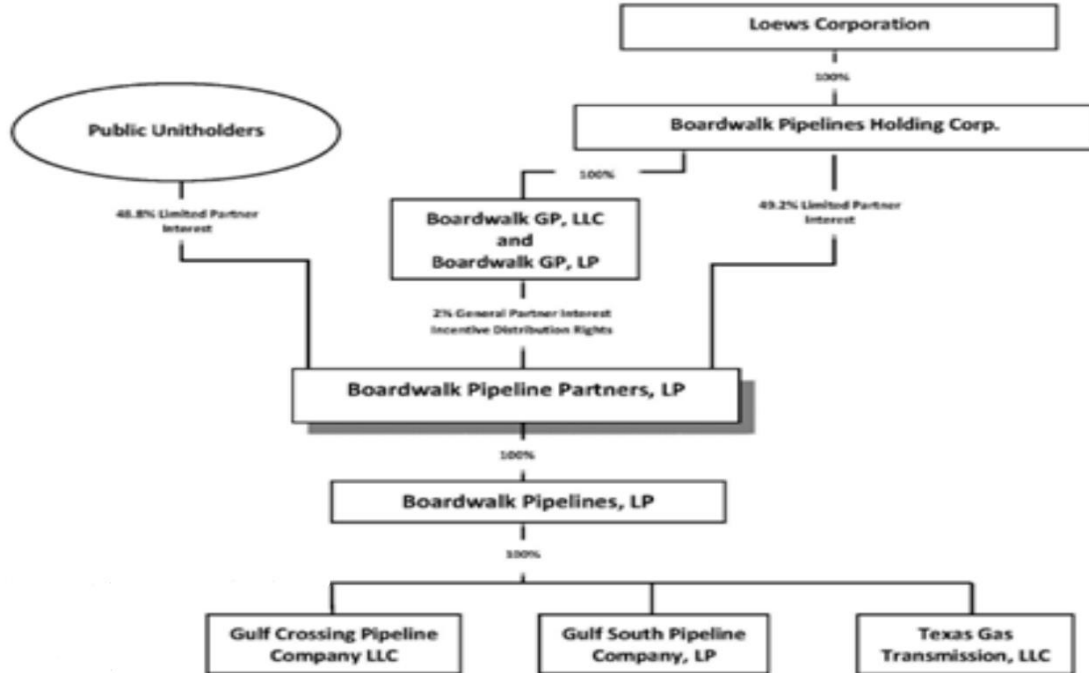 Loews Corporation
100%
Boardwalk Pipelines Holding Corp.
Public Unitholders
100%
48.8% Limited Partner
Interest
49.2% Limited Partner
Interest
Boardwalk GP, LLC
and
Boardwalk GP, LP
2% General Partner Interest
Incentive Distribution Rights
Boardwalk Pipeline Partners, LP
100%
Boardwalk Pipelines, LP
100%
Gulf Crossing Pipeline
Company LLC
Gulf South Pipeline
Company, LP
Texas Gas
Transmission, LLC